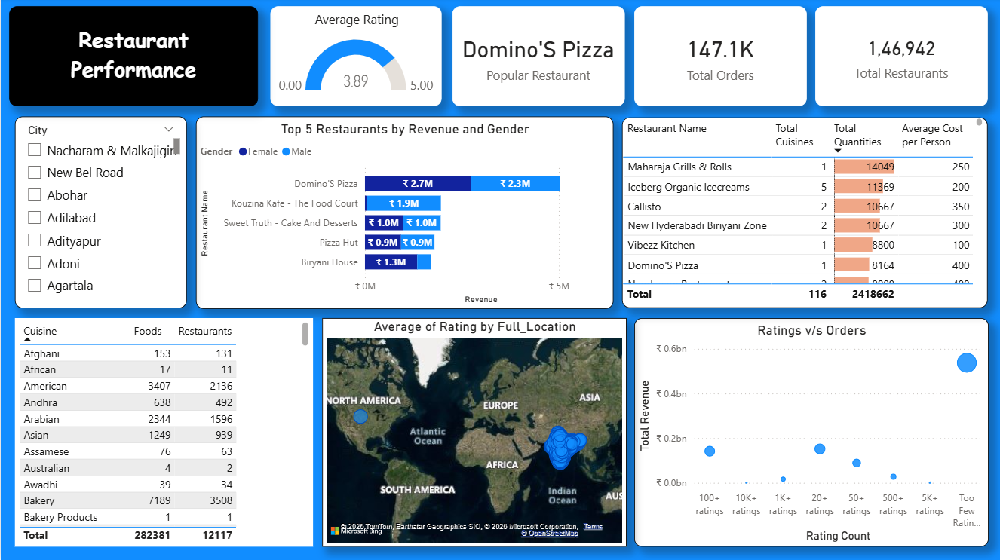 Restaurant
Performance
Average Rating
0.00
3.89
5.00
Domino'S Pizza
Popular Restaurant
147.1K
Total Orders
1,46,942
Total Restaurants
City
Nacharam & Malkajigiri
New Bel Road
Abohar
Adilabad
Adityapur
Adoni
Agartala
Top 5 Restaurants by Revenue and Gender
Gender Female Male
Restaurant Name
Domino'S Pizza ₹ 2.7M ₹ 2.3M
Kouzina Kafe - The Food Court ₹ 1.9M
Sweet Truth - Cake And Desserts ₹ 1.0M ₹ 1.0M
Pizza Hut ₹ 0.9M ₹ 0.9M
Biryani House ₹ 1.3M
₹ 0M ₹ 5M
Revenue
Restaurant Name Total Cuisines Total Quantities Average Cost per Person
Maharaja Grills & Rolls 1 14049 250
Iceberg Organic Icecreams 5 11369 200
Callisto 2 10667 350
New Hyderabadi Biriyani Zone 2 10667 300
Vibezz Kitchen 1 8800 100
Domino'S Pizza 1 8164 400
Total 116 2418662
Cuisine Foods Restaurants
Afghani 153 131
African 17 11
American 3407 2136
Andhra 638 492
Arabian 2344 1596
Asian 1249 939
Assamese 76 63
Australian 4 2
Awadhi 39 34
Bakery 7189 3508
Bakery Products 1 1
Total 282381 12117
Average of Rating by Full_Location
NORTH AMERICA
EUROPE
ASIA
Atlantic
Ocean
AFRICA
SOUTH AMERICA
Indian
Ocean
AUS
© 2026 TomTom, Earthstar Geographics SIO, © 2026 Microsoft Corporation, Terms
Microsoft Bing
© OpenStreetMap
Ratings v/s Orders
Total Revenue
₹ 0.6bn
₹ 0.4bn
₹ 0.2bn
₹ 0.0bn
100+ ratings
10K+ ratings
1K+ ratings
20+ ratings
50+ ratings
500+ ratings
5K+ ratings
Too Few Ratin...
Rating Count